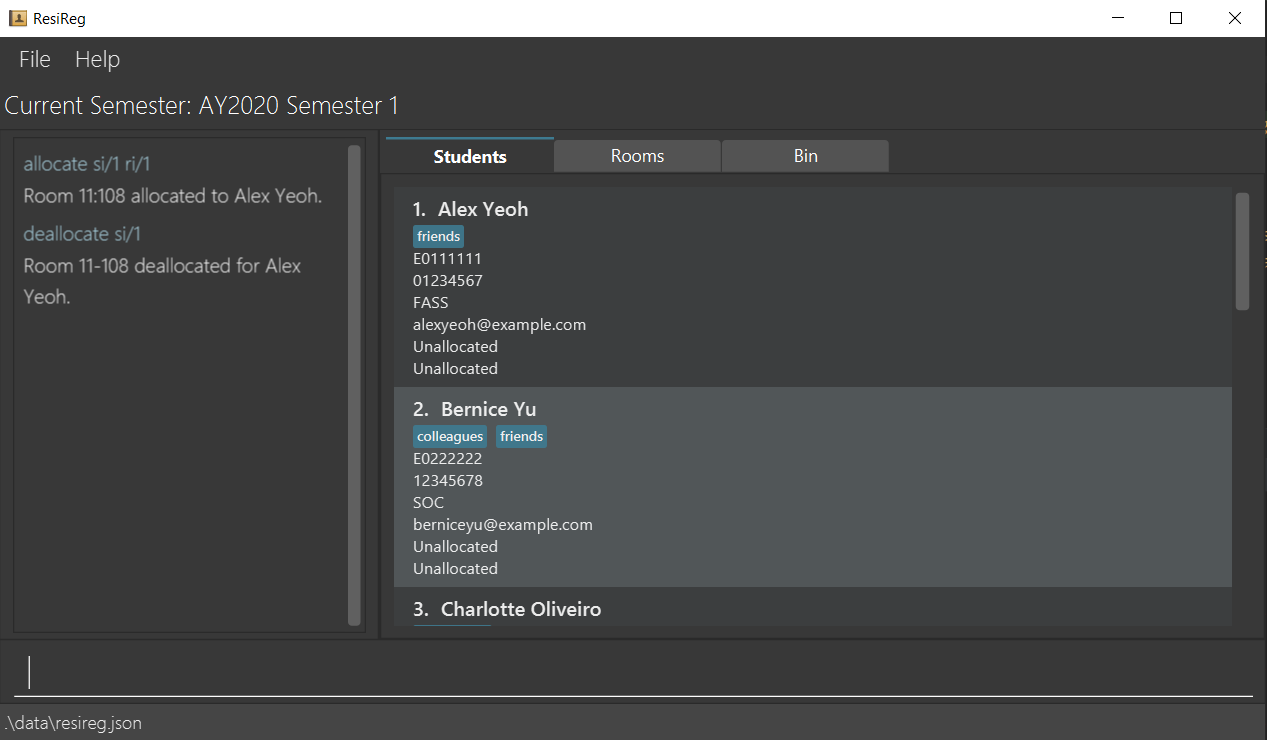 ResiReg
File Help
Current Semester: AY2020 Semester 1
allocate si/1 ri/1
Room 11:108 allocated to Alex Yeoh.
deallocate si/1
Room 11-108 deallocated for Alex
Yeoh.
Students Rooms Bin
1. Alex Yeoh
friends
E0111111
01234567
FASS
alexyeoh@example.com
Unallocated
Unallocated
2. Bernice Yu
colleagues friends
E0222222
12345678
SOC
berniceyu@example.com
Unallocated
Unallocated
3. Charlotte Oliveiro
.\data\resireg.json